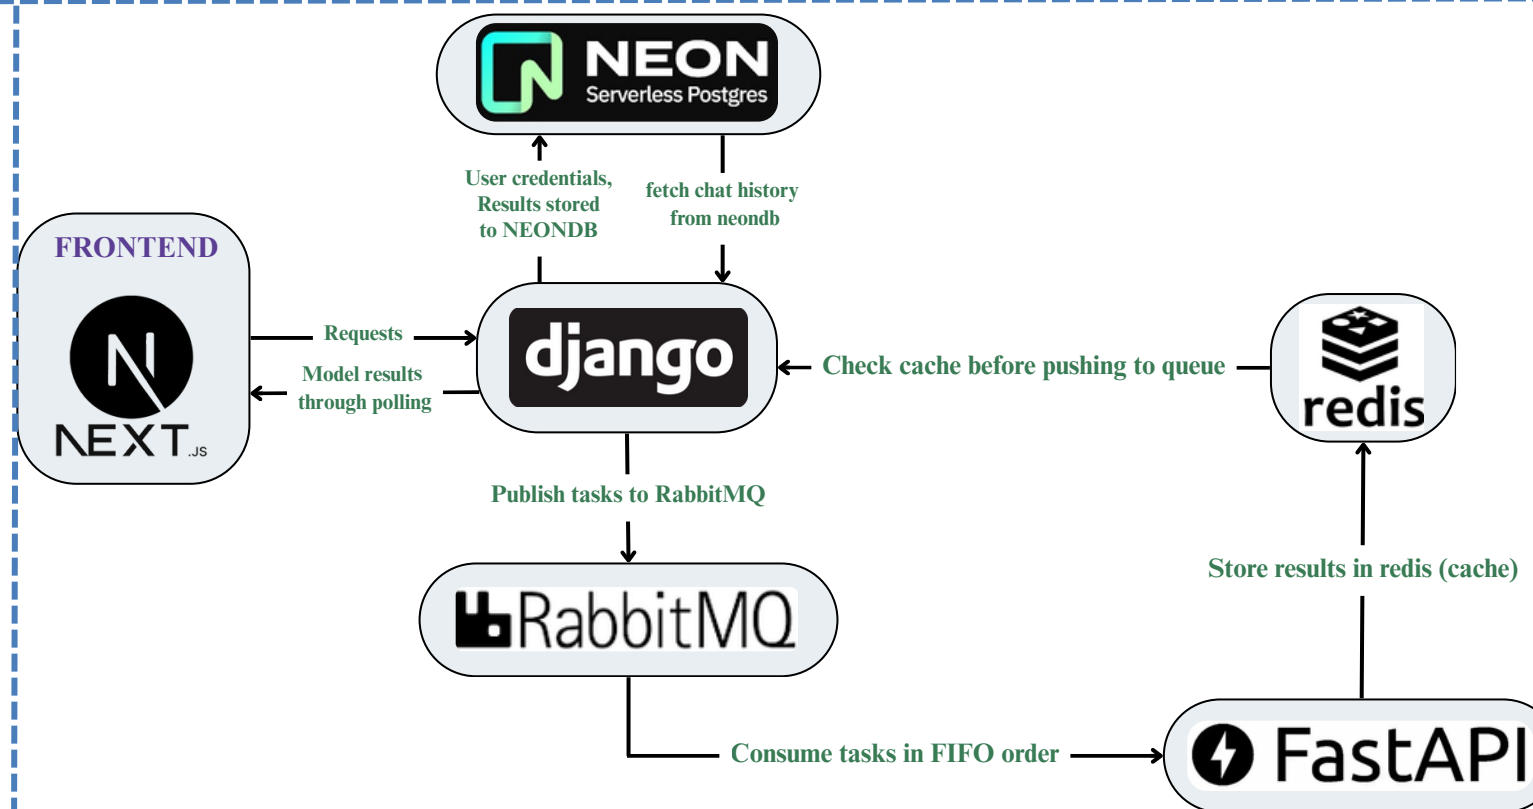 NEON
Serverless Postgres
User credentials,
Results stored
to NEONDB
fetch chat history
from neondb
FRONTEND
NEXT.JS
Requests
Model results
through polling
django
Check cache before pushing to queue
redis
Publish tasks to RabbitMQ
RabbitMQ
Store results in redis (cache)
Consume tasks in FIFO order
FastAPI